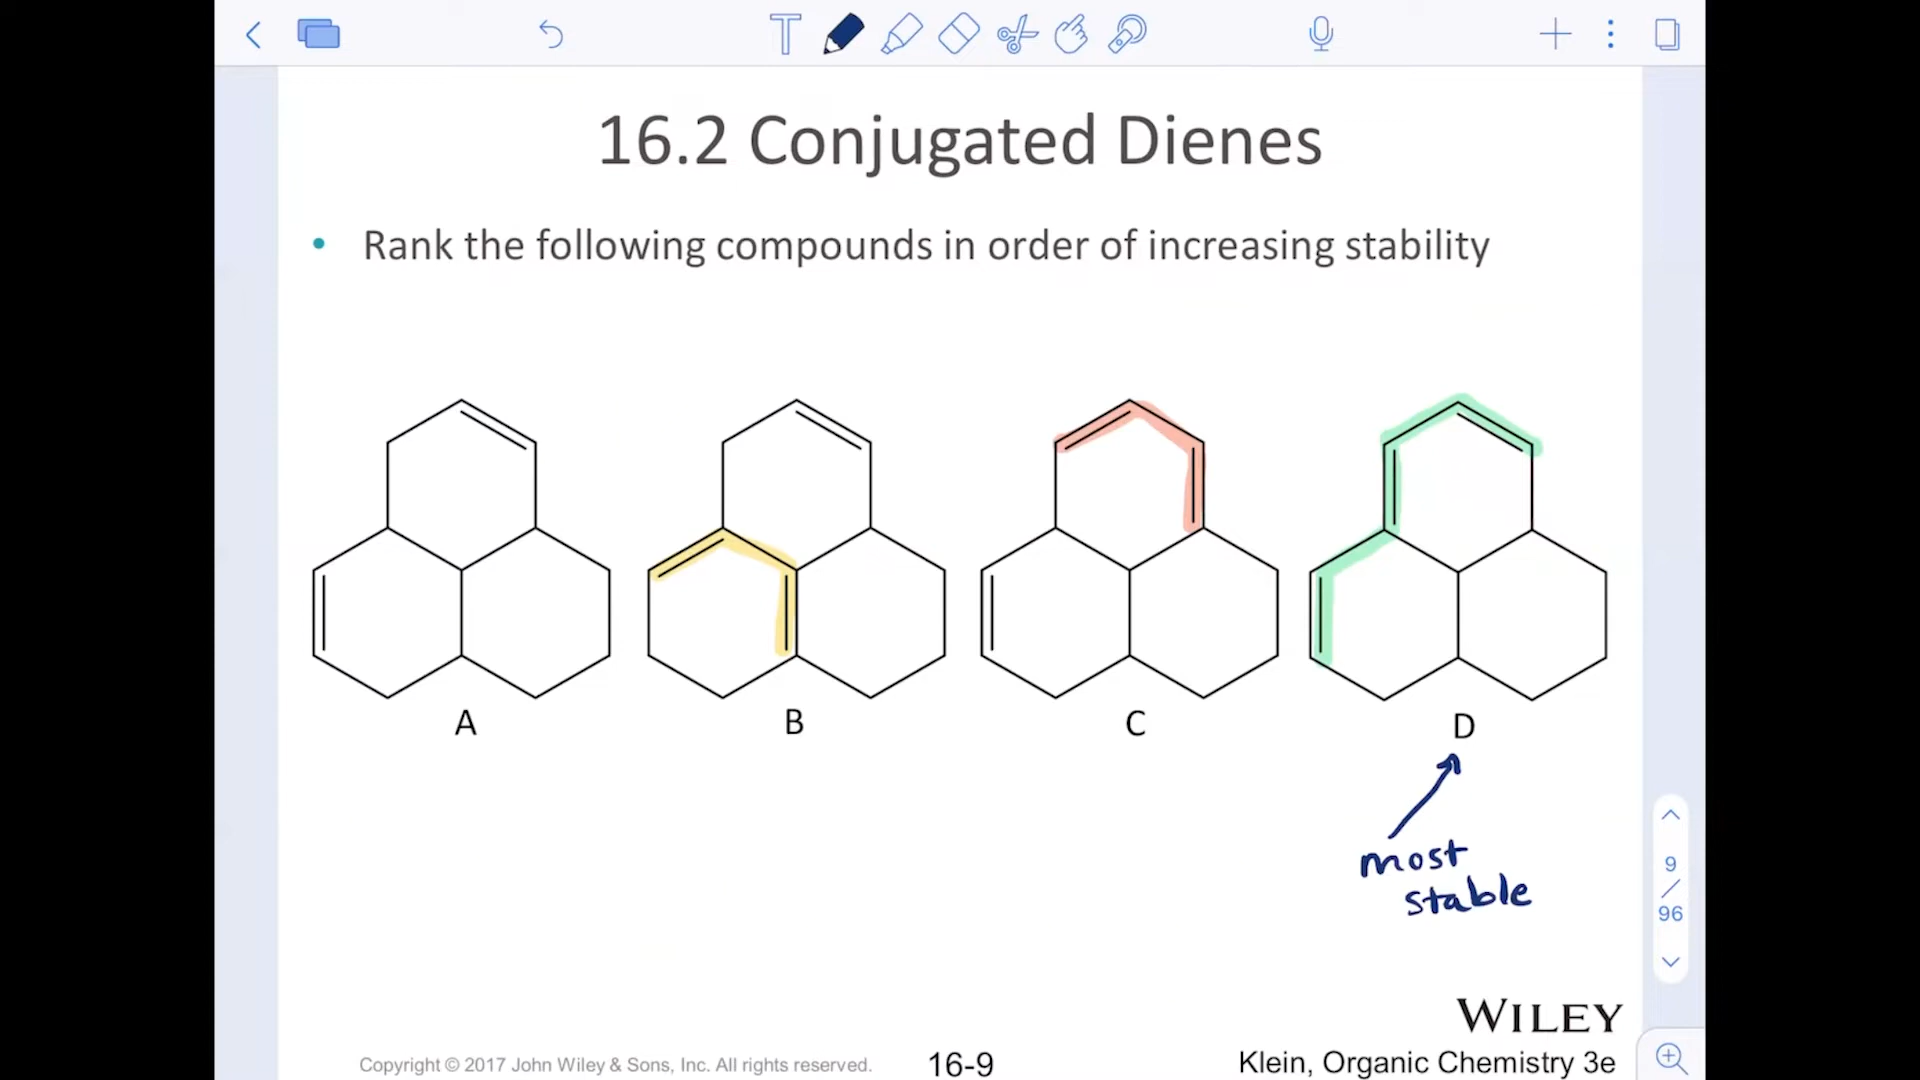 T
16.2 Conjugated Dienes
• Rank the following compounds in order of increasing stability
A
B
C
D
most
stable
9
/
96
WILEY
Copyright © 2017 John Wiley & Sons, Inc. All rights reserved.
16-9
Klein, Organic Chemistry 3e